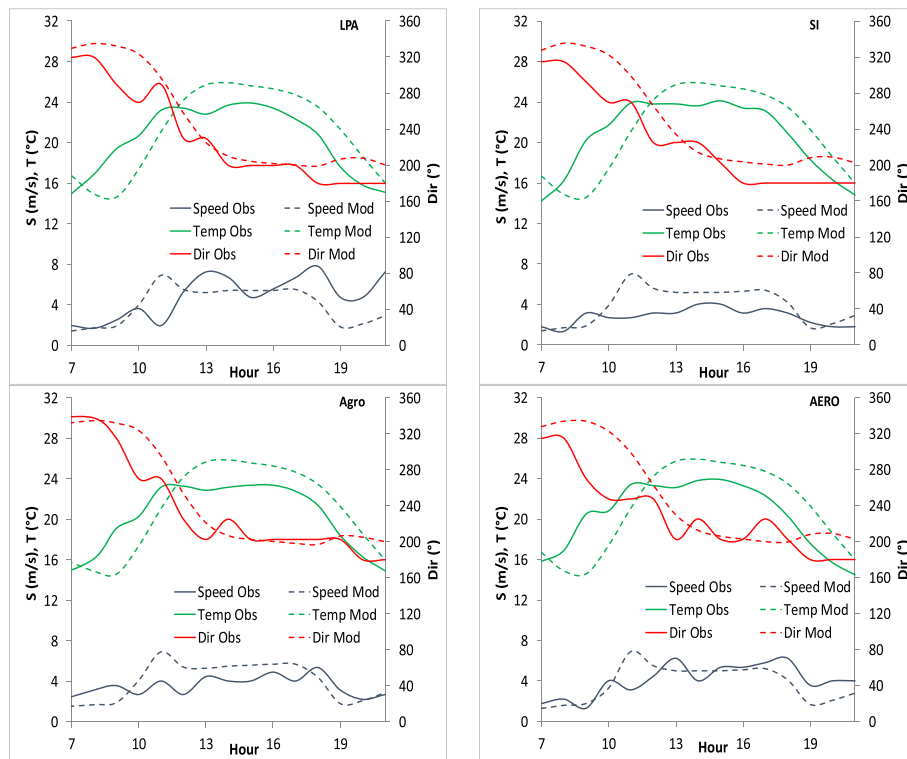 LPA
32
28
24
20
16
12
8
4
0
S (m/s), T (°C)
360
320
280
240
200
160
120
80
40
0
Dir (°)
Speed Obs
Speed Mod
Temp Obs
Temp Mod
Dir Obs
Dir Mod
7
10
13
16
19
Hour
SI
32
28
24
20
16
12
8
4
0
S (m/s), T (°C)
360
320
280
240
200
160
120
80
40
0
Dir (°)
Speed Obs
Speed Mod
Temp Obs
Temp Mod
Dir Obs
Dir Mod
7
10
13
16
19
Hour
Agro
32
28
24
20
16
12
8
4
0
S (m/s), T (°C)
360
320
280
240
200
160
120
80
40
0
Dir (°)
Speed Obs
Speed Mod
Temp Obs
Temp Mod
Dir Obs
Dir Mod
7
10
13
16
19
Hour
AERO
32
28
24
20
16
12
8
4
0
S (m/s), T (°C)
360
320
280
240
200
160
120
80
40
0
Dir (°)
Speed Obs
Speed Mod
Temp Obs
Temp Mod
Dir Obs
Dir Mod
7
10
13
16
19
Hour